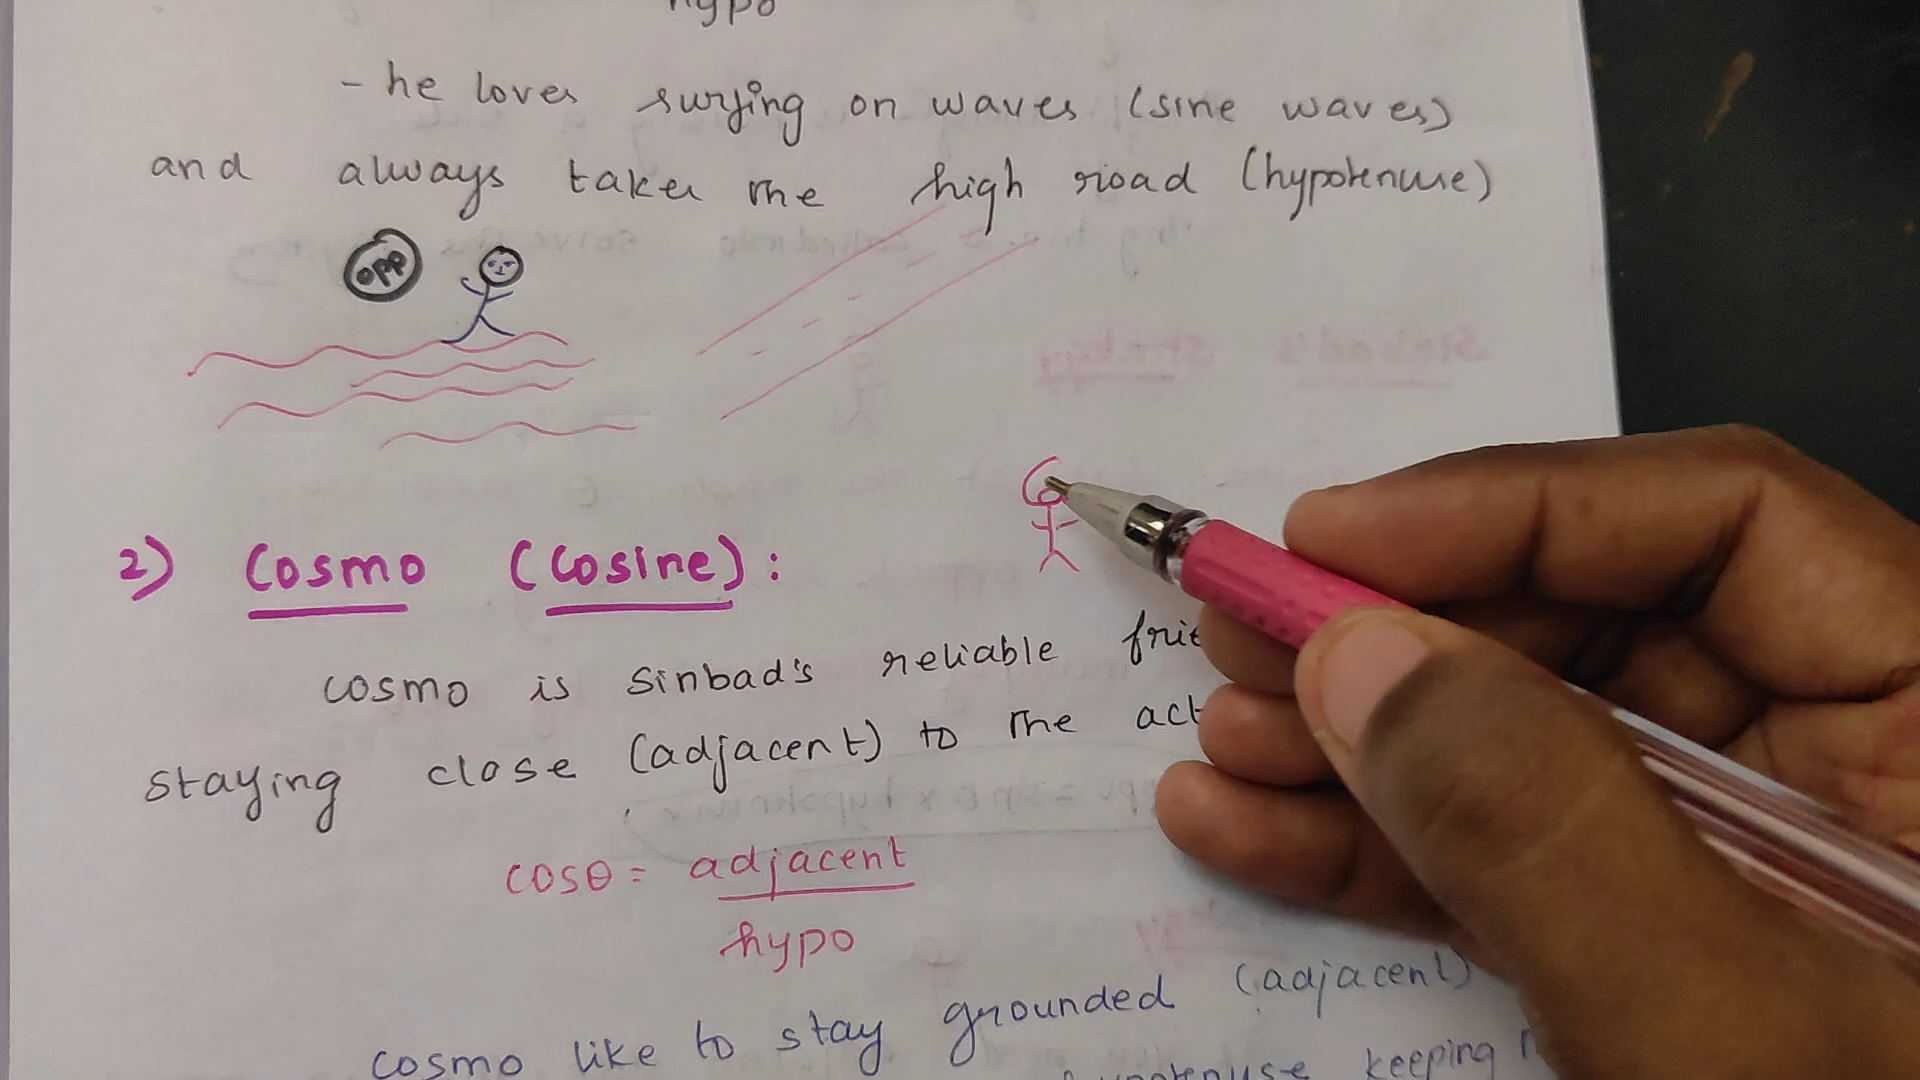 hypo
- he loves surfing on waves (sine waves)
and always takes the high road (hypotenuse)
opp
2) Cosmo (Cosine):
cosmo is sinbad's reliable
staying close (adjacent) to the
cosθ = adjacent
hypo
cosmo like to stay grounded (adjacent)
keeping